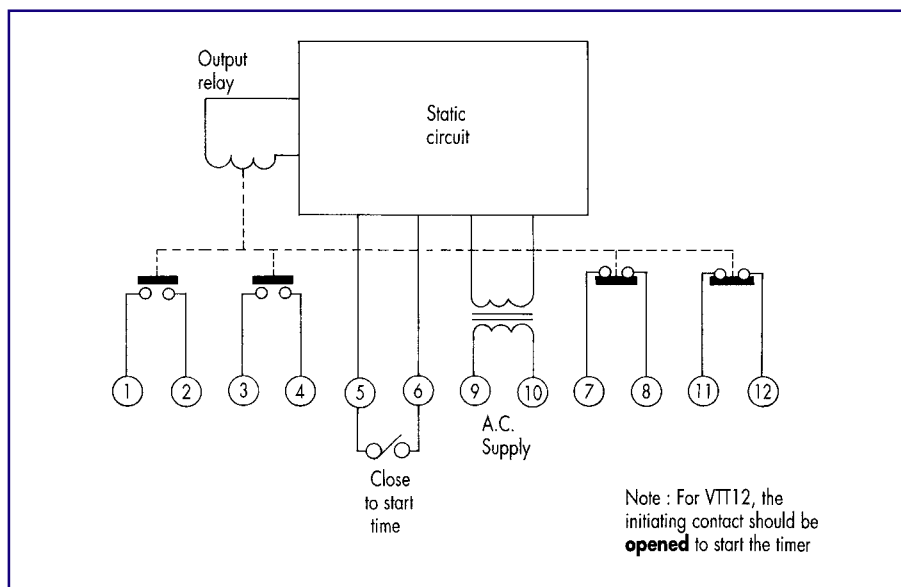 Output
relay
Static
circuit
1 2 3 4 5 6 9 10 7 8 11 12
A.C.
Supply
Close
to start
time
Note : For VTT12, the
initiating contact should be
opened to start the timer